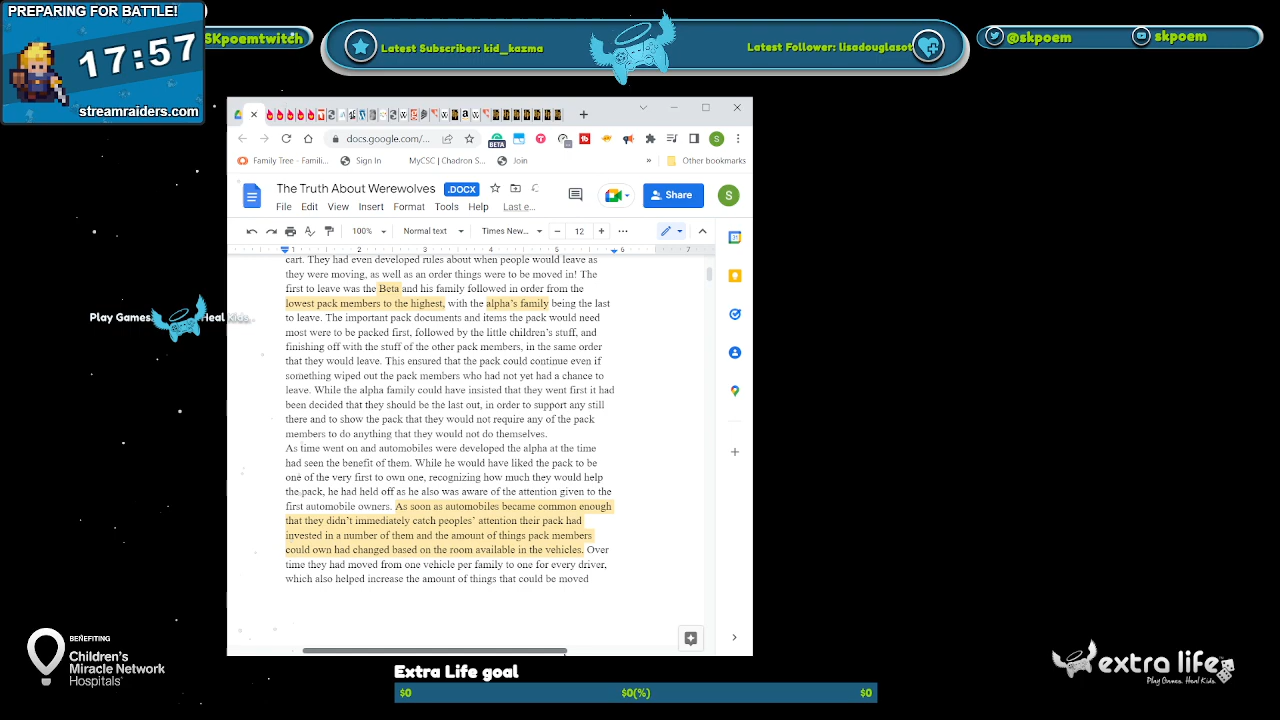 PREPARING FOR BATTLE!
17:57
streamraiders.com
SKpoemtwitch
Latest Subscriber: kid_kazma
Latest Follower: lisadouglasot
@skpoem
skpoem
docs.google.com/...
BETA
Family Tree - Famili...
Sign In
MyCSC | Chadron S...
Join
»
Other bookmarks
The Truth About Werewolves
.DOCX
Share
S
File Edit View Insert Format Tools Help Last e...
100% Normal text Times New... 12
1 2 3 4 5 6 7
cart. They had even developed rules about when people would leave as
they were moving, as well as an order things were to be moved in! The
first to leave was the Beta and his family followed in order from the
lowest pack members to the highest, with the alpha's family being the last
to leave. The important pack documents and items the pack would need
most were to be packed first, followed by the little children's stuff, and
finishing off with the stuff of the other pack members, in the same order
that they would leave. This ensured that the pack could continue even if
something wiped out the pack members who had not yet had a chance to
leave. While the alpha family could have insisted that they went first it had
been decided that they should be the last out, in order to support any still
there and to show the pack that they would not require any of the pack
members to do anything that they would not do themselves.
As time went on and automobiles were developed the alpha at the time
had seen the benefit of them. While he would have liked the pack to be
one of the very first to own one, recognizing how much they would help
the pack, he had held off as he also was aware of the attention given to the
first automobile owners. As soon as automobiles became common enough
that they didn't immediately catch peoples' attention their pack had
invested in a number of them and the amount of things pack members
could own had changed based on the room available in the vehicles. Over
time they had moved from one vehicle per family to one for every driver,
which also helped increase the amount of things that could be moved
Play Games. Heal Kids.
BENEFITING
Children's
Miracle Network
Hospitals
Extra Life goal
$0 $0(%) $0
extra life
Play Games. Heal Kids.